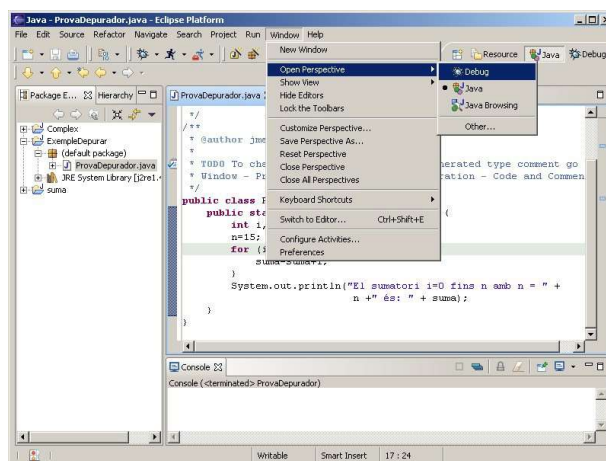 Java - ProvaDepurador.java - Eclipse Platform
File Edit Source Refactor Navigate Search Project Run Window Help
Resource Java Debug
New Window
Open Perspective
Show View
Hide Editors
Lock the Toolbars
Customize Perspective...
Save Perspective As...
Reset Perspective
Close Perspective
Close All Perspectives
Keyboard Shortcuts
Switch to Editor... Ctrl+Shift+E
Configure Activities...
Preferences
Debug
Java
Java Browsing
Other...
Package E... Hierarchy
Complex
ExempleDepurar
(default package)
ProvaDepurador.java
JRE System Library [j2re1.
suma
ProvaDepurador.java
*/
/**
* @author jme
*
* TODO To che nerated type comment go
* Window - Pr ration - Code and Commen
*/
public class P
public sta {
int i,
n=15;
for (i
suma=suma+i;
}
System.out.println("El sumatori i=0 fins n amb n = " +
n +" és: " + suma);
}
}
Console
Console (<terminated> ProvaDepurador)
Writable Smart Insert 17 : 24